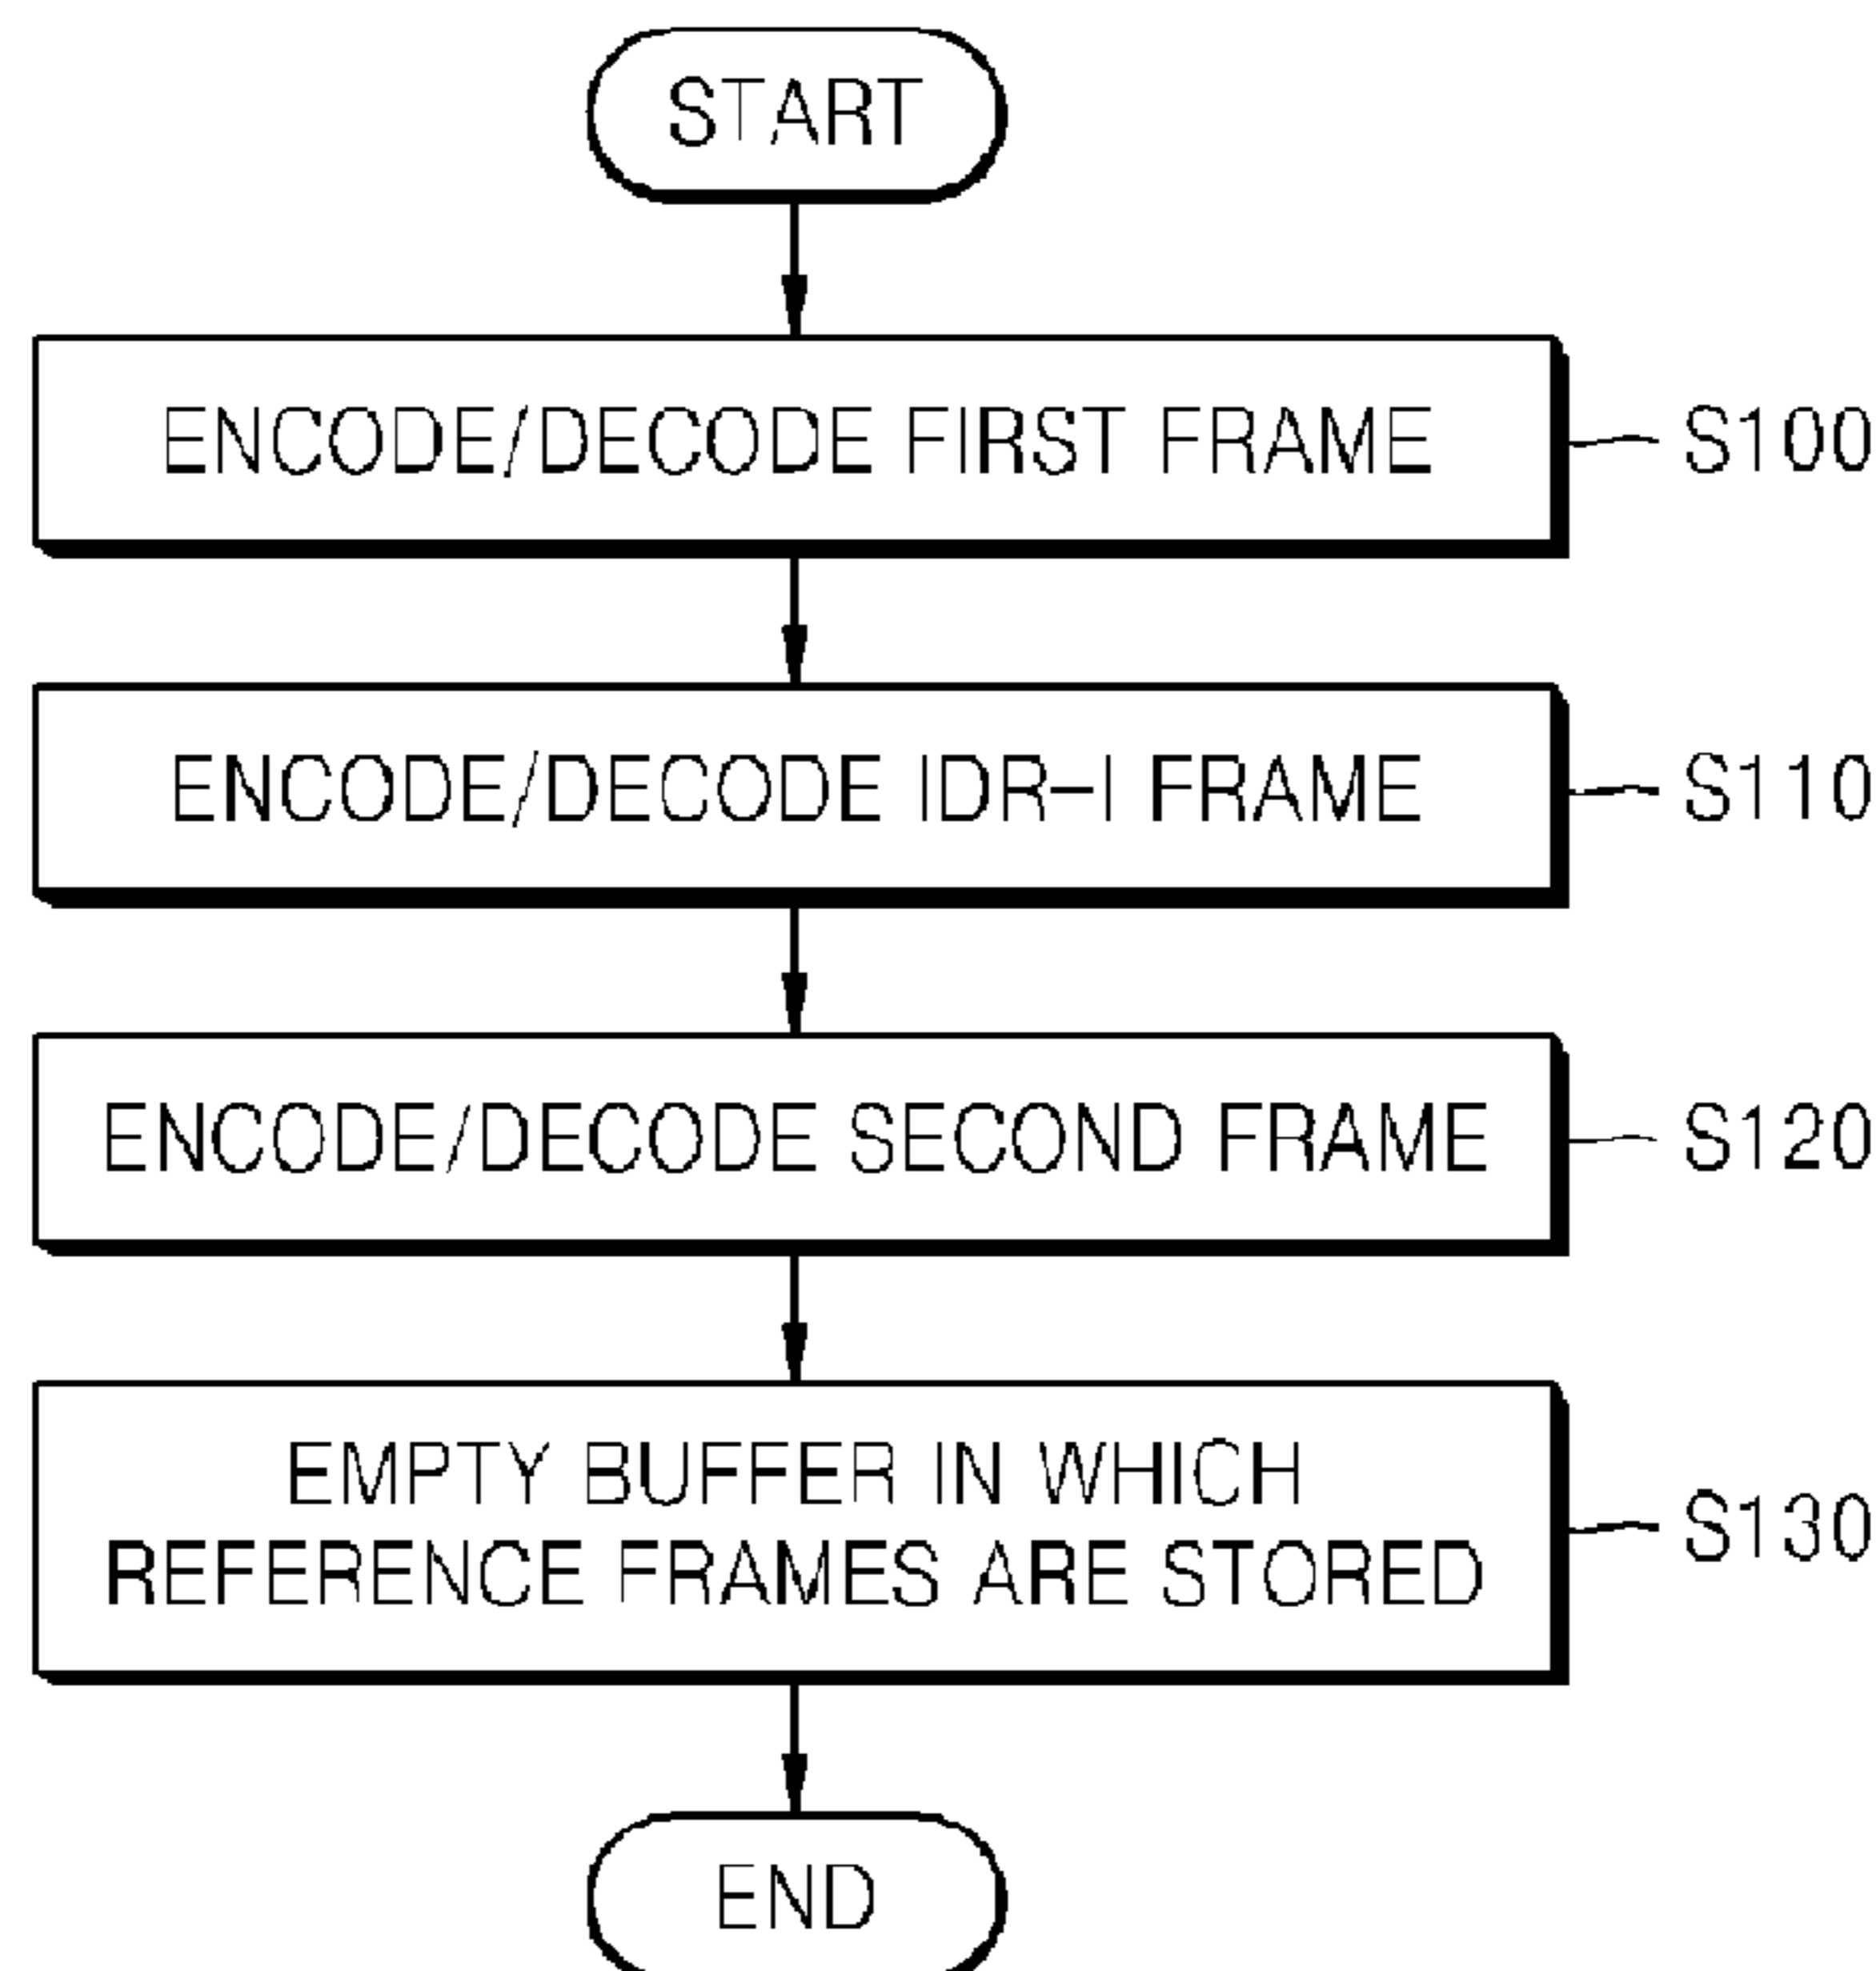 START
ENCODE/DECODE FIRST FRAME
S100
ENCODE/DECODE IDR-I FRAME
S110
ENCODE/DECODE SECOND FRAME
S120
EMPTY BUFFER IN WHICH
REFERENCE FRAMES ARE STORED
S130
END